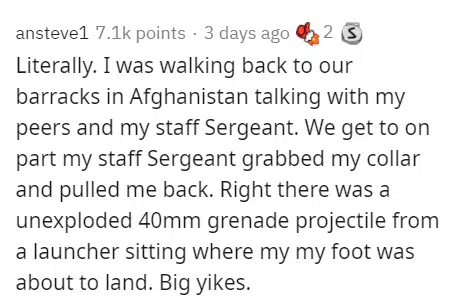 ansteve1 7.1k points · 3 days ago 2 S
Literally. I was walking back to our
barracks in Afghanistan talking with my
peers and my staff Sergeant. We get to on
part my staff Sergeant grabbed my collar
and pulled me back. Right there was a
unexploded 40mm grenade projectile from
a launcher sitting where my my foot was
about to land. Big yikes.